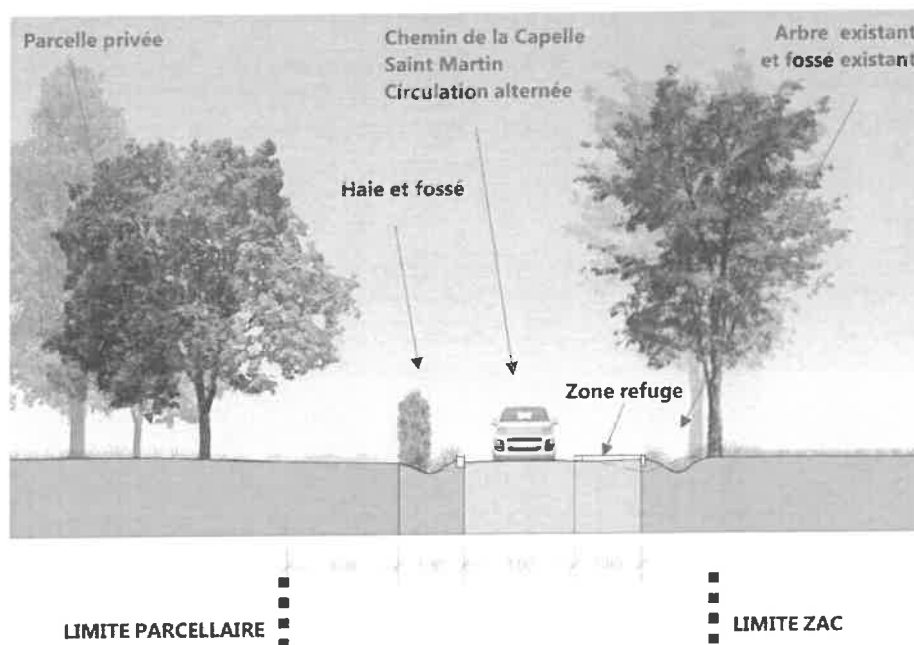 Parcelle privée
Chemin de la Capelle
Saint Martin
Circulation alternée
Arbre existant
et fossé existant
Haie et fossé
Zone refuge
LIMITE PARCELLAIRE
LIMITE ZAC